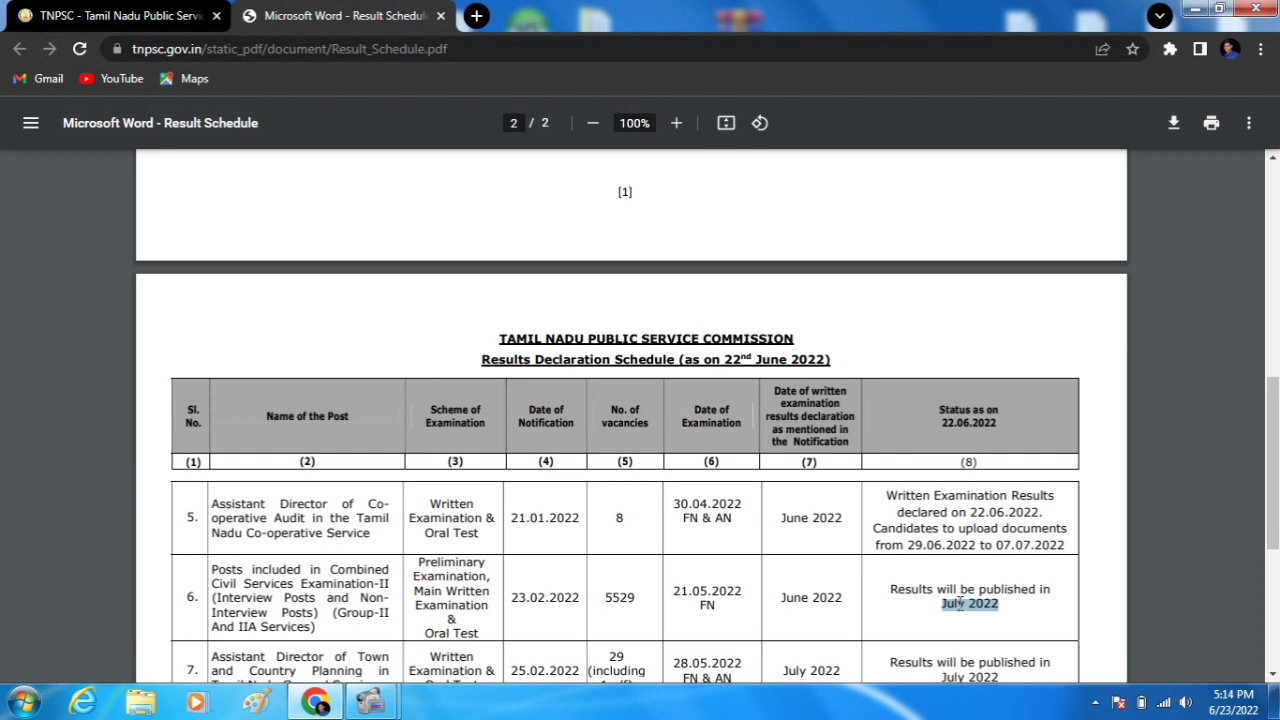 TNPSC - Tamil Nadu Public Servic
Microsoft Word - Result Schedule
tnpsc.gov.in/static_pdf/document/Result_Schedule.pdf
Gmail
YouTube
Maps
Microsoft Word - Result Schedule
2 / 2
100%
[1]
TAMIL NADU PUBLIC SERVICE COMMISSION
Results Declaration Schedule (as on 22nd June 2022)
Sl. No.
Name of the Post
Scheme of Examination
Date of Notification
No. of vacancies
Date of Examination
Date of written examination results declaration as mentioned in the Notification
Status as on 22.06.2022
(1)
(2)
(3)
(4)
(5)
(6)
(7)
(8)
5.
Assistant Director of Co-
operative Audit in the Tamil
Nadu Co-operative Service
Written
Examination &
Oral Test
21.01.2022
8
30.04.2022
FN & AN
June 2022
Written Examination Results
declared on 22.06.2022.
Candidates to upload documents
from 29.06.2022 to 07.07.2022
6.
Posts included in Combined
Civil Services Examination-II
(Interview Posts and Non-
Interview Posts) (Group-II
And IIA Services)
Preliminary
Examination,
Main Written
Examination
&
Oral Test
23.02.2022
5529
21.05.2022
FN
June 2022
Results will be published in
July 2022
7.
Assistant Director of Town
and Country Planning in
Written
Examination &
25.02.2022
29
(including
28.05.2022
FN & AN
July 2022
Results will be published in
July 2022
5:14 PM
6/23/2022